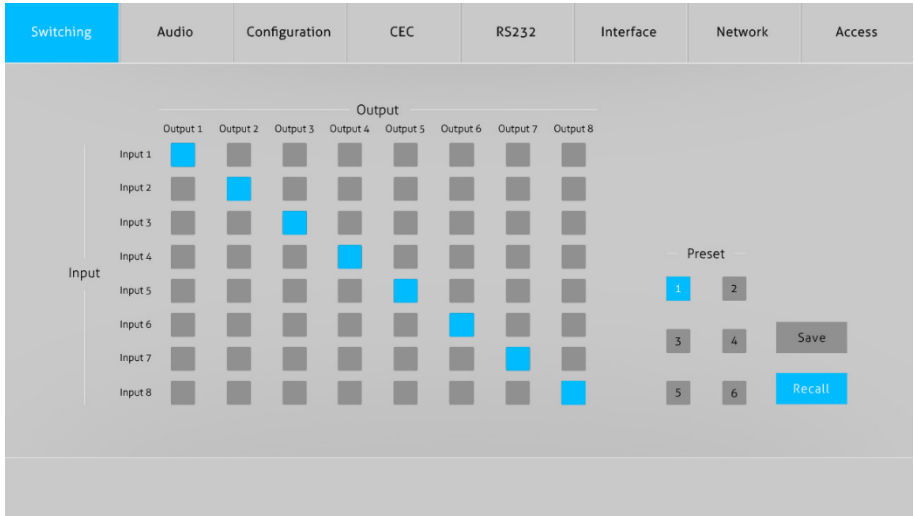 Switching Audio Configuration CEC RS232 Interface Network Access
Output
Output 1 Output 2 Output 3 Output 4 Output 5 Output 6 Output 7 Output 8
Input 1
Input 2
Input 3
Input 4
Input
Input 5
Input 6
Input 7
Input 8
Preset
1 2
3 4
5 6
Save
Recall